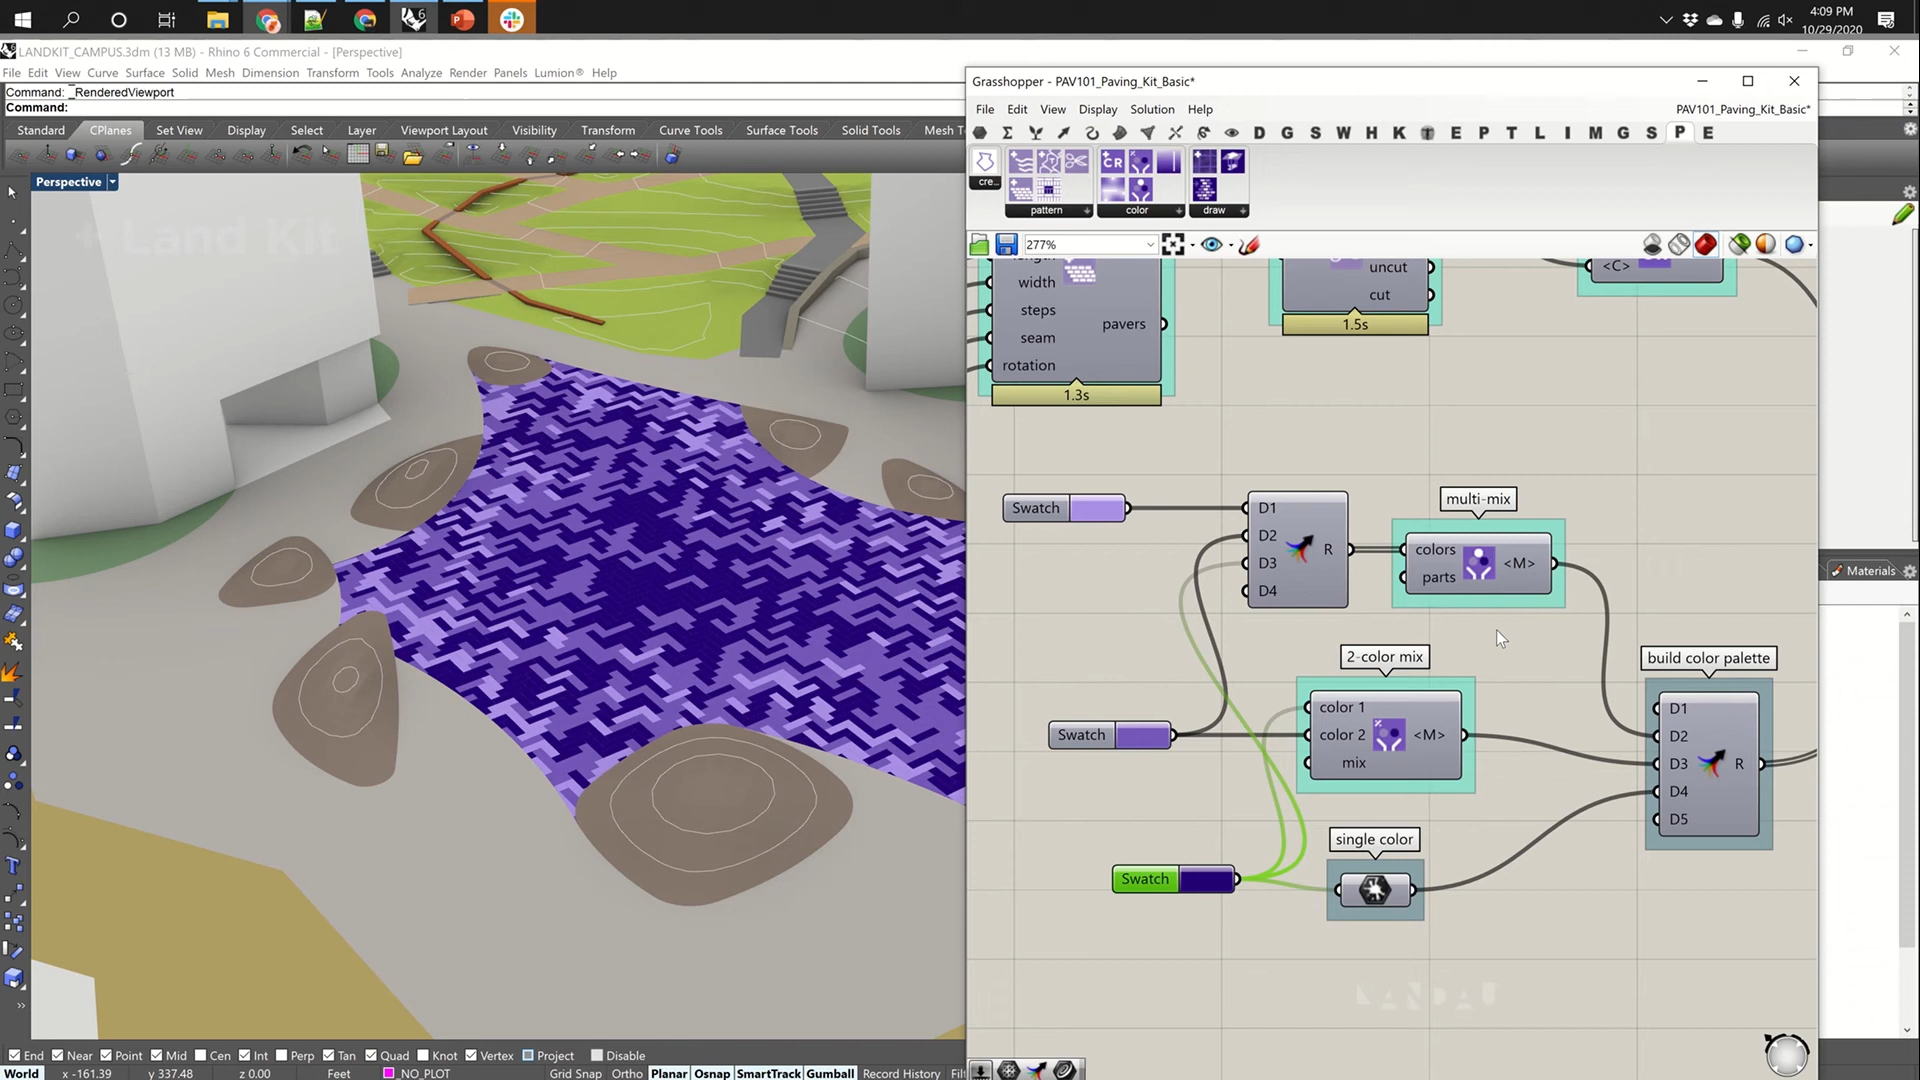 4:09 PM
10/29/2020
LANDKIT_CAMPUS.3dm (13 MB) - Rhino 6 Commercial - [Perspective]
File Edit View Curve Surface Solid Mesh Dimension Transform Tools Analyze Render Panels Lumion® Help
Command: _RenderedViewport
Command:
Standard CPlanes Set View Display Select Layer Viewport Layout Visibility Transform Curve Tools Surface Tools Solid Tools Mesh T
Perspective
Land Kit
Grasshopper - PAV101_Paving_Kit_Basic*
File Edit View Display Solution Help
PAV101_Paving_Kit_Basic*
D G S W H K E P T L I M G S P E
CR
cre...
pattern
color
draw
277%
width
steps
seam
rotation
pavers
1.3s
uncut
cut
1.5s
<C>
multi-mix
Swatch
D1
D2
D3
D4
R
colors
parts
<M>
2-color mix
Swatch
color 1
color 2
mix
<M>
build color palette
D1
D2
D3
D4
D5
R
single color
Swatch
Materials
End Near Point Mid Cen Int Perp Tan Quad Knot Vertex Project Disable
World x -161.39 y 337.48 z 0.00 Feet _NO_PLOT Grid Snap Ortho Planar Osnap SmartTrack Gumball Record History Filt